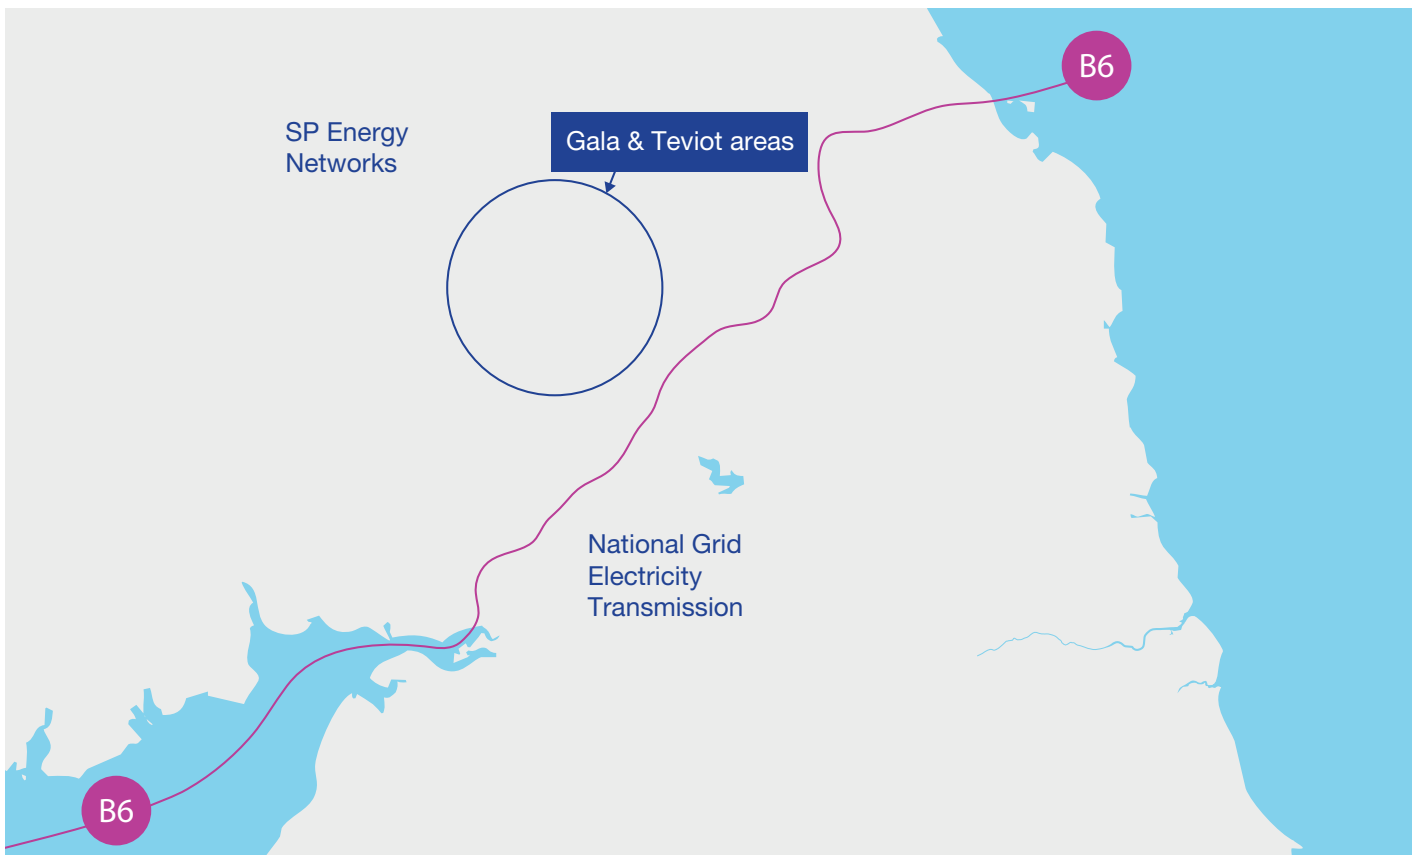 B6
SP Energy
Networks
Gala & Teviot areas
National Grid
Electricity
Transmission
B6